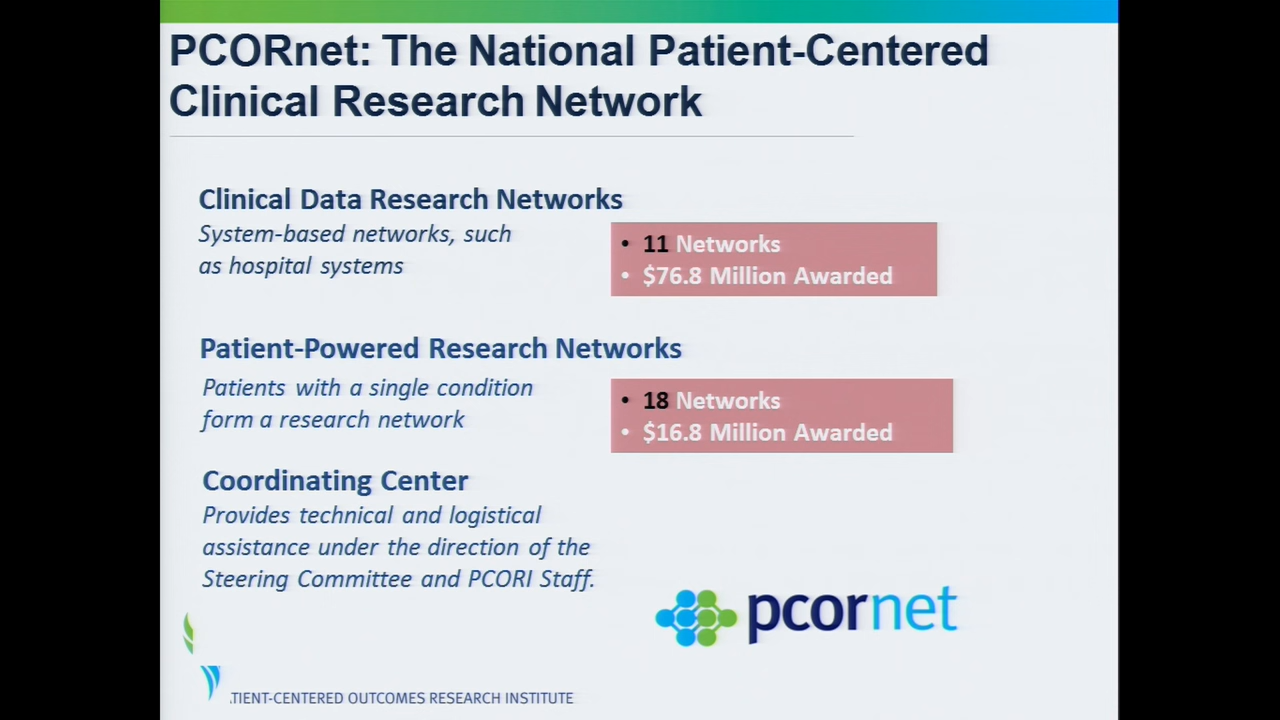 PCORnet: The National Patient-Centered
Clinical Research Network
Clinical Data Research Networks
System-based networks, such
as hospital systems
• 11 Networks
• $76.8 Million Awarded
Patient-Powered Research Networks
Patients with a single condition
form a research network
• 18 Networks
• $16.8 Million Awarded
Coordinating Center
Provides technical and logistical
assistance under the direction of the
Steering Committee and PCORI Staff.
pcornet
TIENT-CENTERED OUTCOMES RESEARCH INSTITUTE